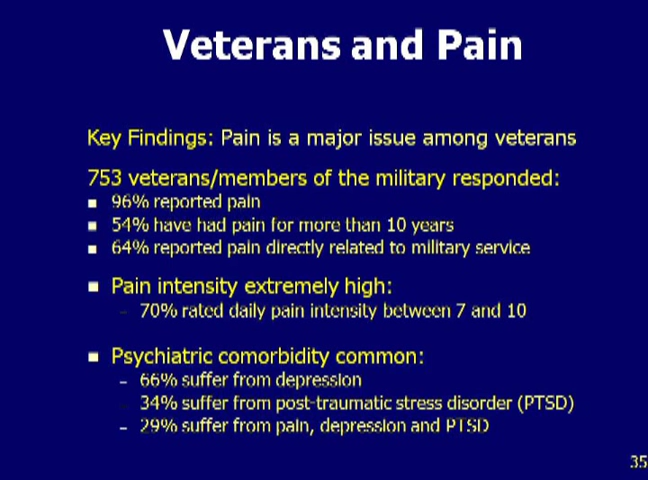 Veterans and Pain
Key Findings: Pain is a major issue among veterans
753 veterans/members of the military responded:
■ 96% reported pain
■ 54% have had pain for more than 10 years
■ 64% reported pain directly related to military service
■ Pain intensity extremely high:
– 70% rated daily pain intensity between 7 and 10
■ Psychiatric comorbidity common:
– 66% suffer from depression
– 34% suffer from post-traumatic stress disorder (PTSD)
– 29% suffer from pain, depression and PTSD
35